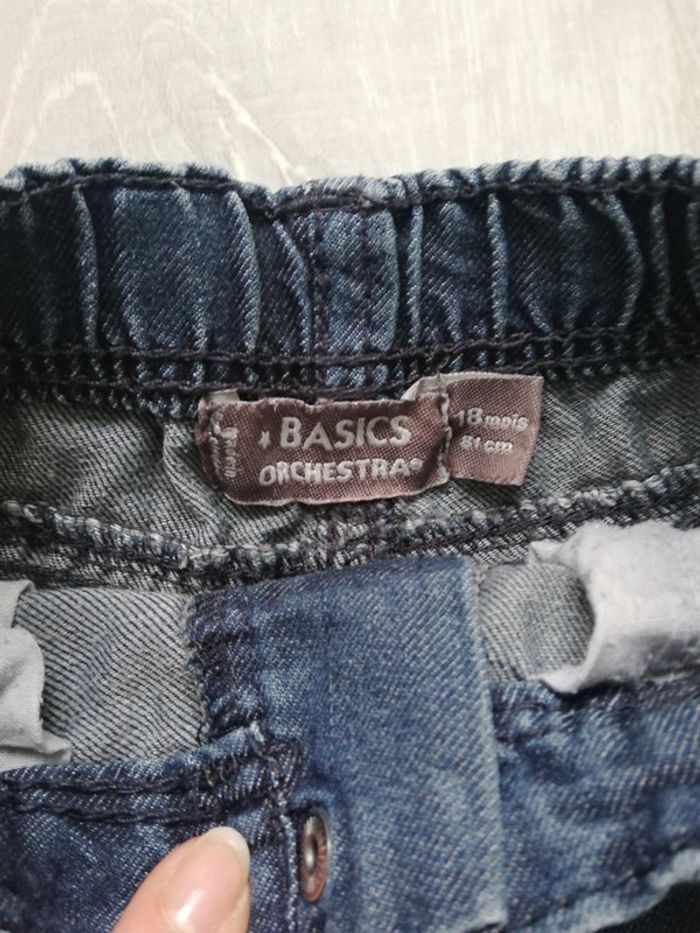 BASICS
ORCHESTRA
18 mois
81 cm